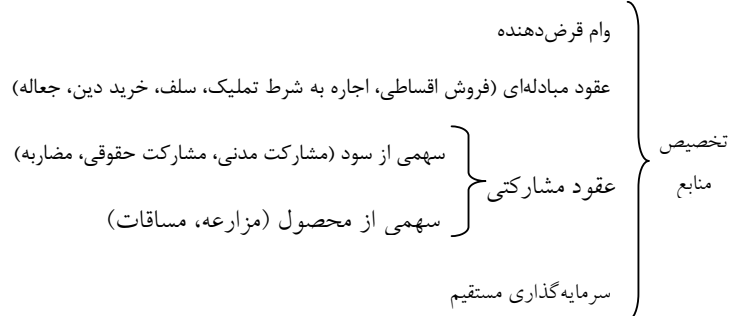 تخصیص
منابع
وام قرض‌دهنده
عقود مبادله‌ای (فروش اقساطی، اجاره به شرط تملیک، سلف، خرید دین، جعاله)
عقود مشارکتی
سهمی از سود (مشارکت مدنی، مشارکت حقوقی، مضاربه)
سهمی از محصول (مزارعه، مساقات)
سرمایه‌گذاری مستقیم